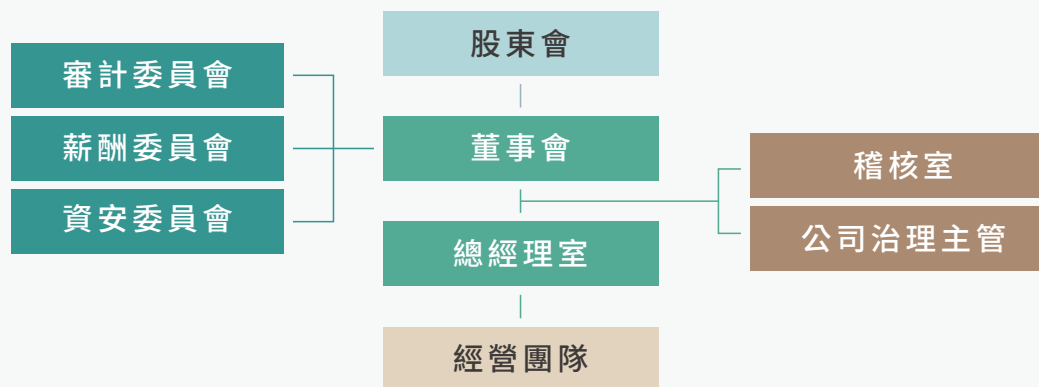 股東會
審計委員會
薪酬委員會
資安委員會
董事會
稽核室
公司治理主管
總經理室
經營團隊